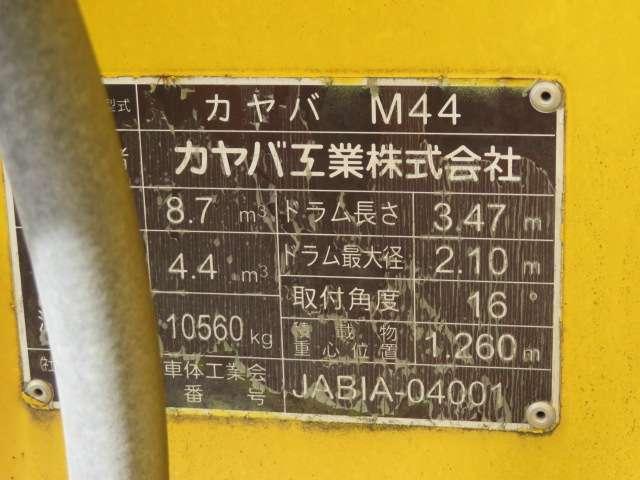 型式 カヤバ M44
者 カヤバ工業株式会社
8.7 m³ ドラム長さ 3.47 m
4.4 m³ ドラム最大径 2.10 m
取付角度 16°
10560 kg 積載物重心位置 1.260 m
車体工業会
番号 JABIA-04001